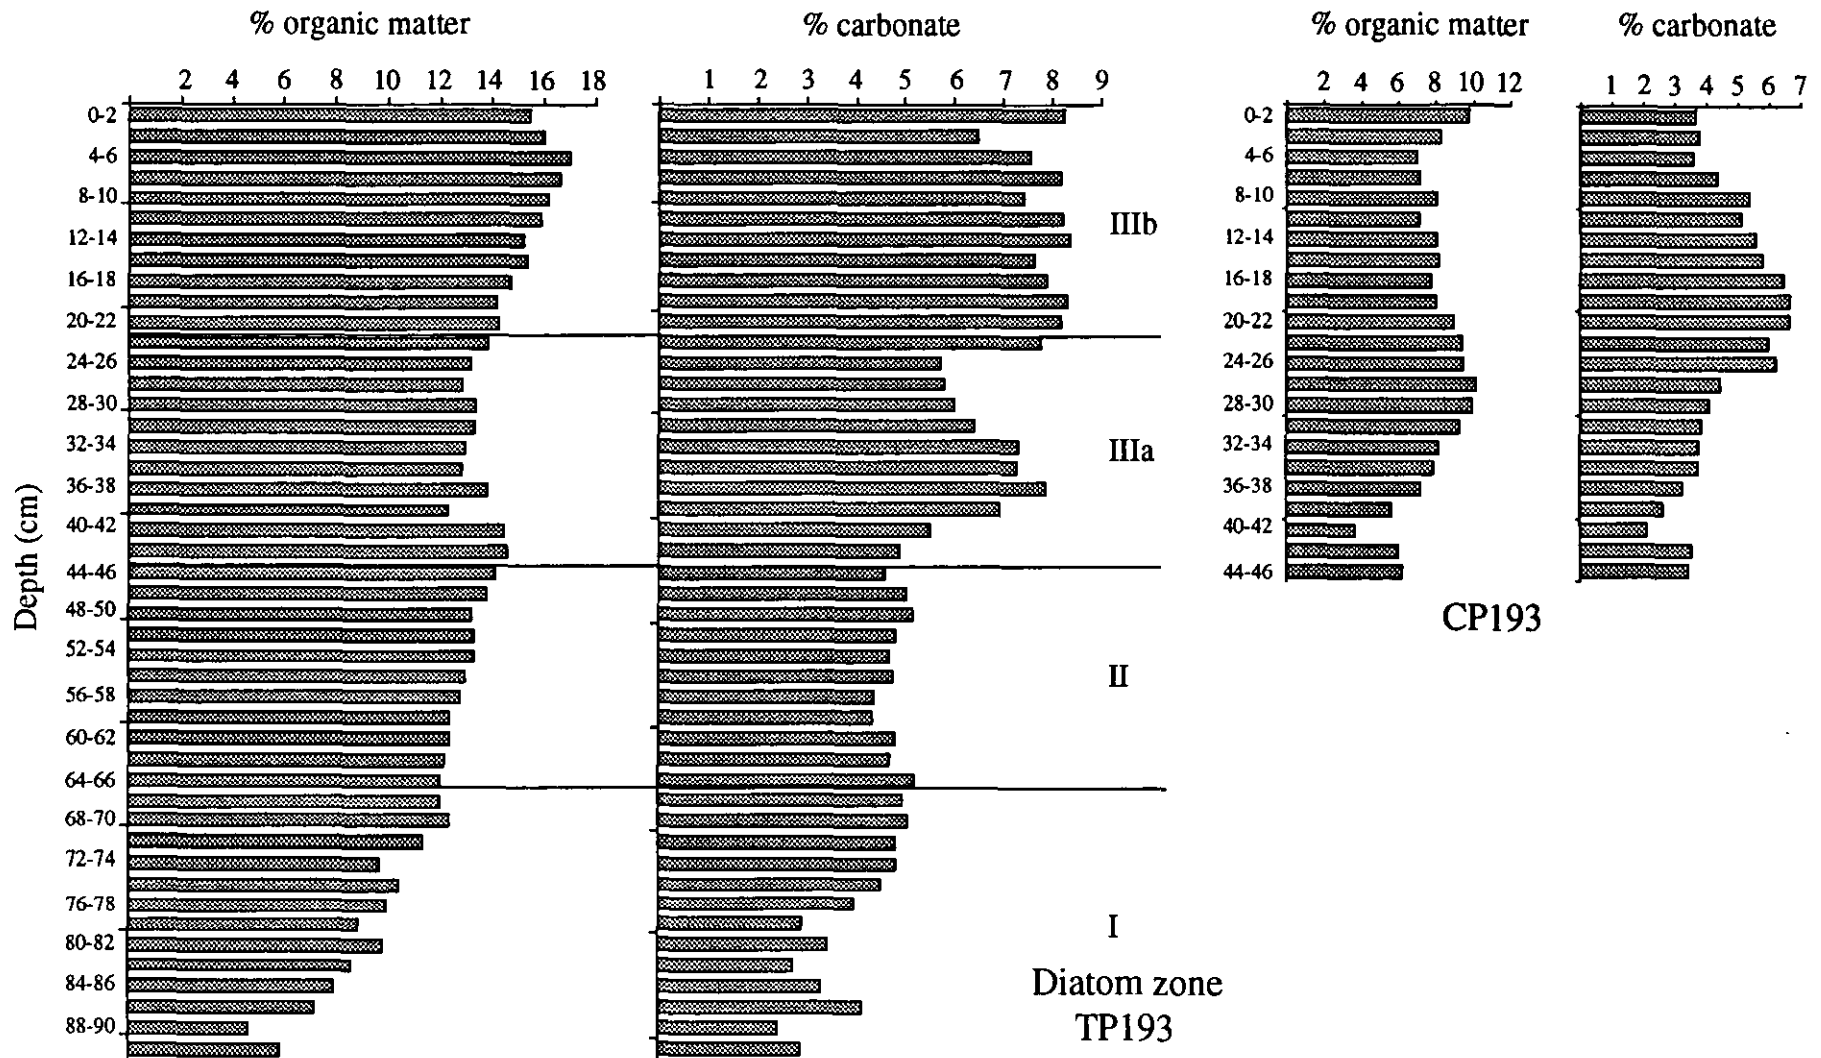 % organic matter
% carbonate
% organic matter
% carbonate
2 4 6 8 10 12 14 16 18
1 2 3 4 5 6 7 8 9
2 4 6 8 10 12
1 2 3 4 5 6 7
Depth (cm)
0-2
4-6
8-10
12-14
16-18
20-22
24-26
28-30
32-34
36-38
40-42
44-46
48-50
52-54
56-58
60-62
64-66
68-70
72-74
76-78
80-82
84-86
88-90
IIIb
IIIa
II
I
Diatom zone
TP193
0-2
4-6
8-10
12-14
16-18
20-22
24-26
28-30
32-34
36-38
40-42
44-46
CP193